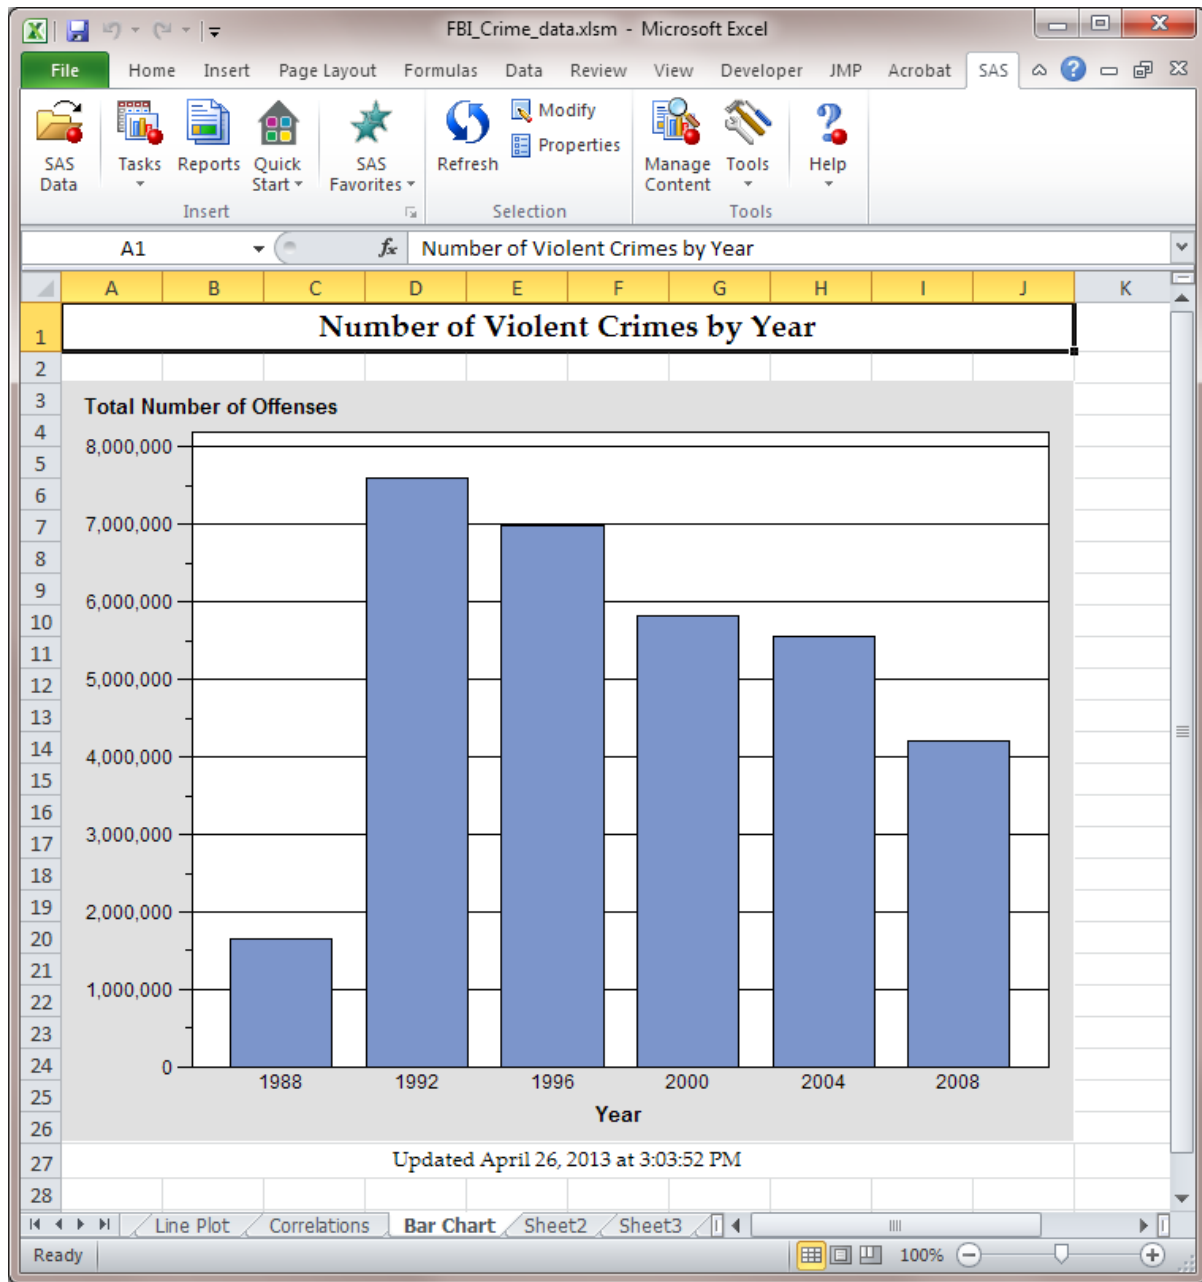 FBI_Crime_data.xlsm - Microsoft Excel
File Home Insert Page Layout Formulas Data Review View Developer JMP Acrobat SAS
SAS Data
Tasks
Reports
Quick Start
SAS Favorites
Refresh
Modify
Properties
Manage Content
Tools
Help
Insert Selection Tools
A1 fx Number of Violent Crimes by Year
A B C D E F G H I J K
1 Number of Violent Crimes by Year
2
3 Total Number of Offenses
4 8,000,000
5
6
7 7,000,000
8
9
10 6,000,000
11
12 5,000,000
13
14 4,000,000
15
16
17 3,000,000
18
19 2,000,000
20
21
22 1,000,000
23
24 0
25 1988 1992 1996 2000 2004 2008
26 Year
27 Updated April 26, 2013 at 3:03:52 PM
28
Line Plot Correlations Bar Chart Sheet2 Sheet3
Ready 100%